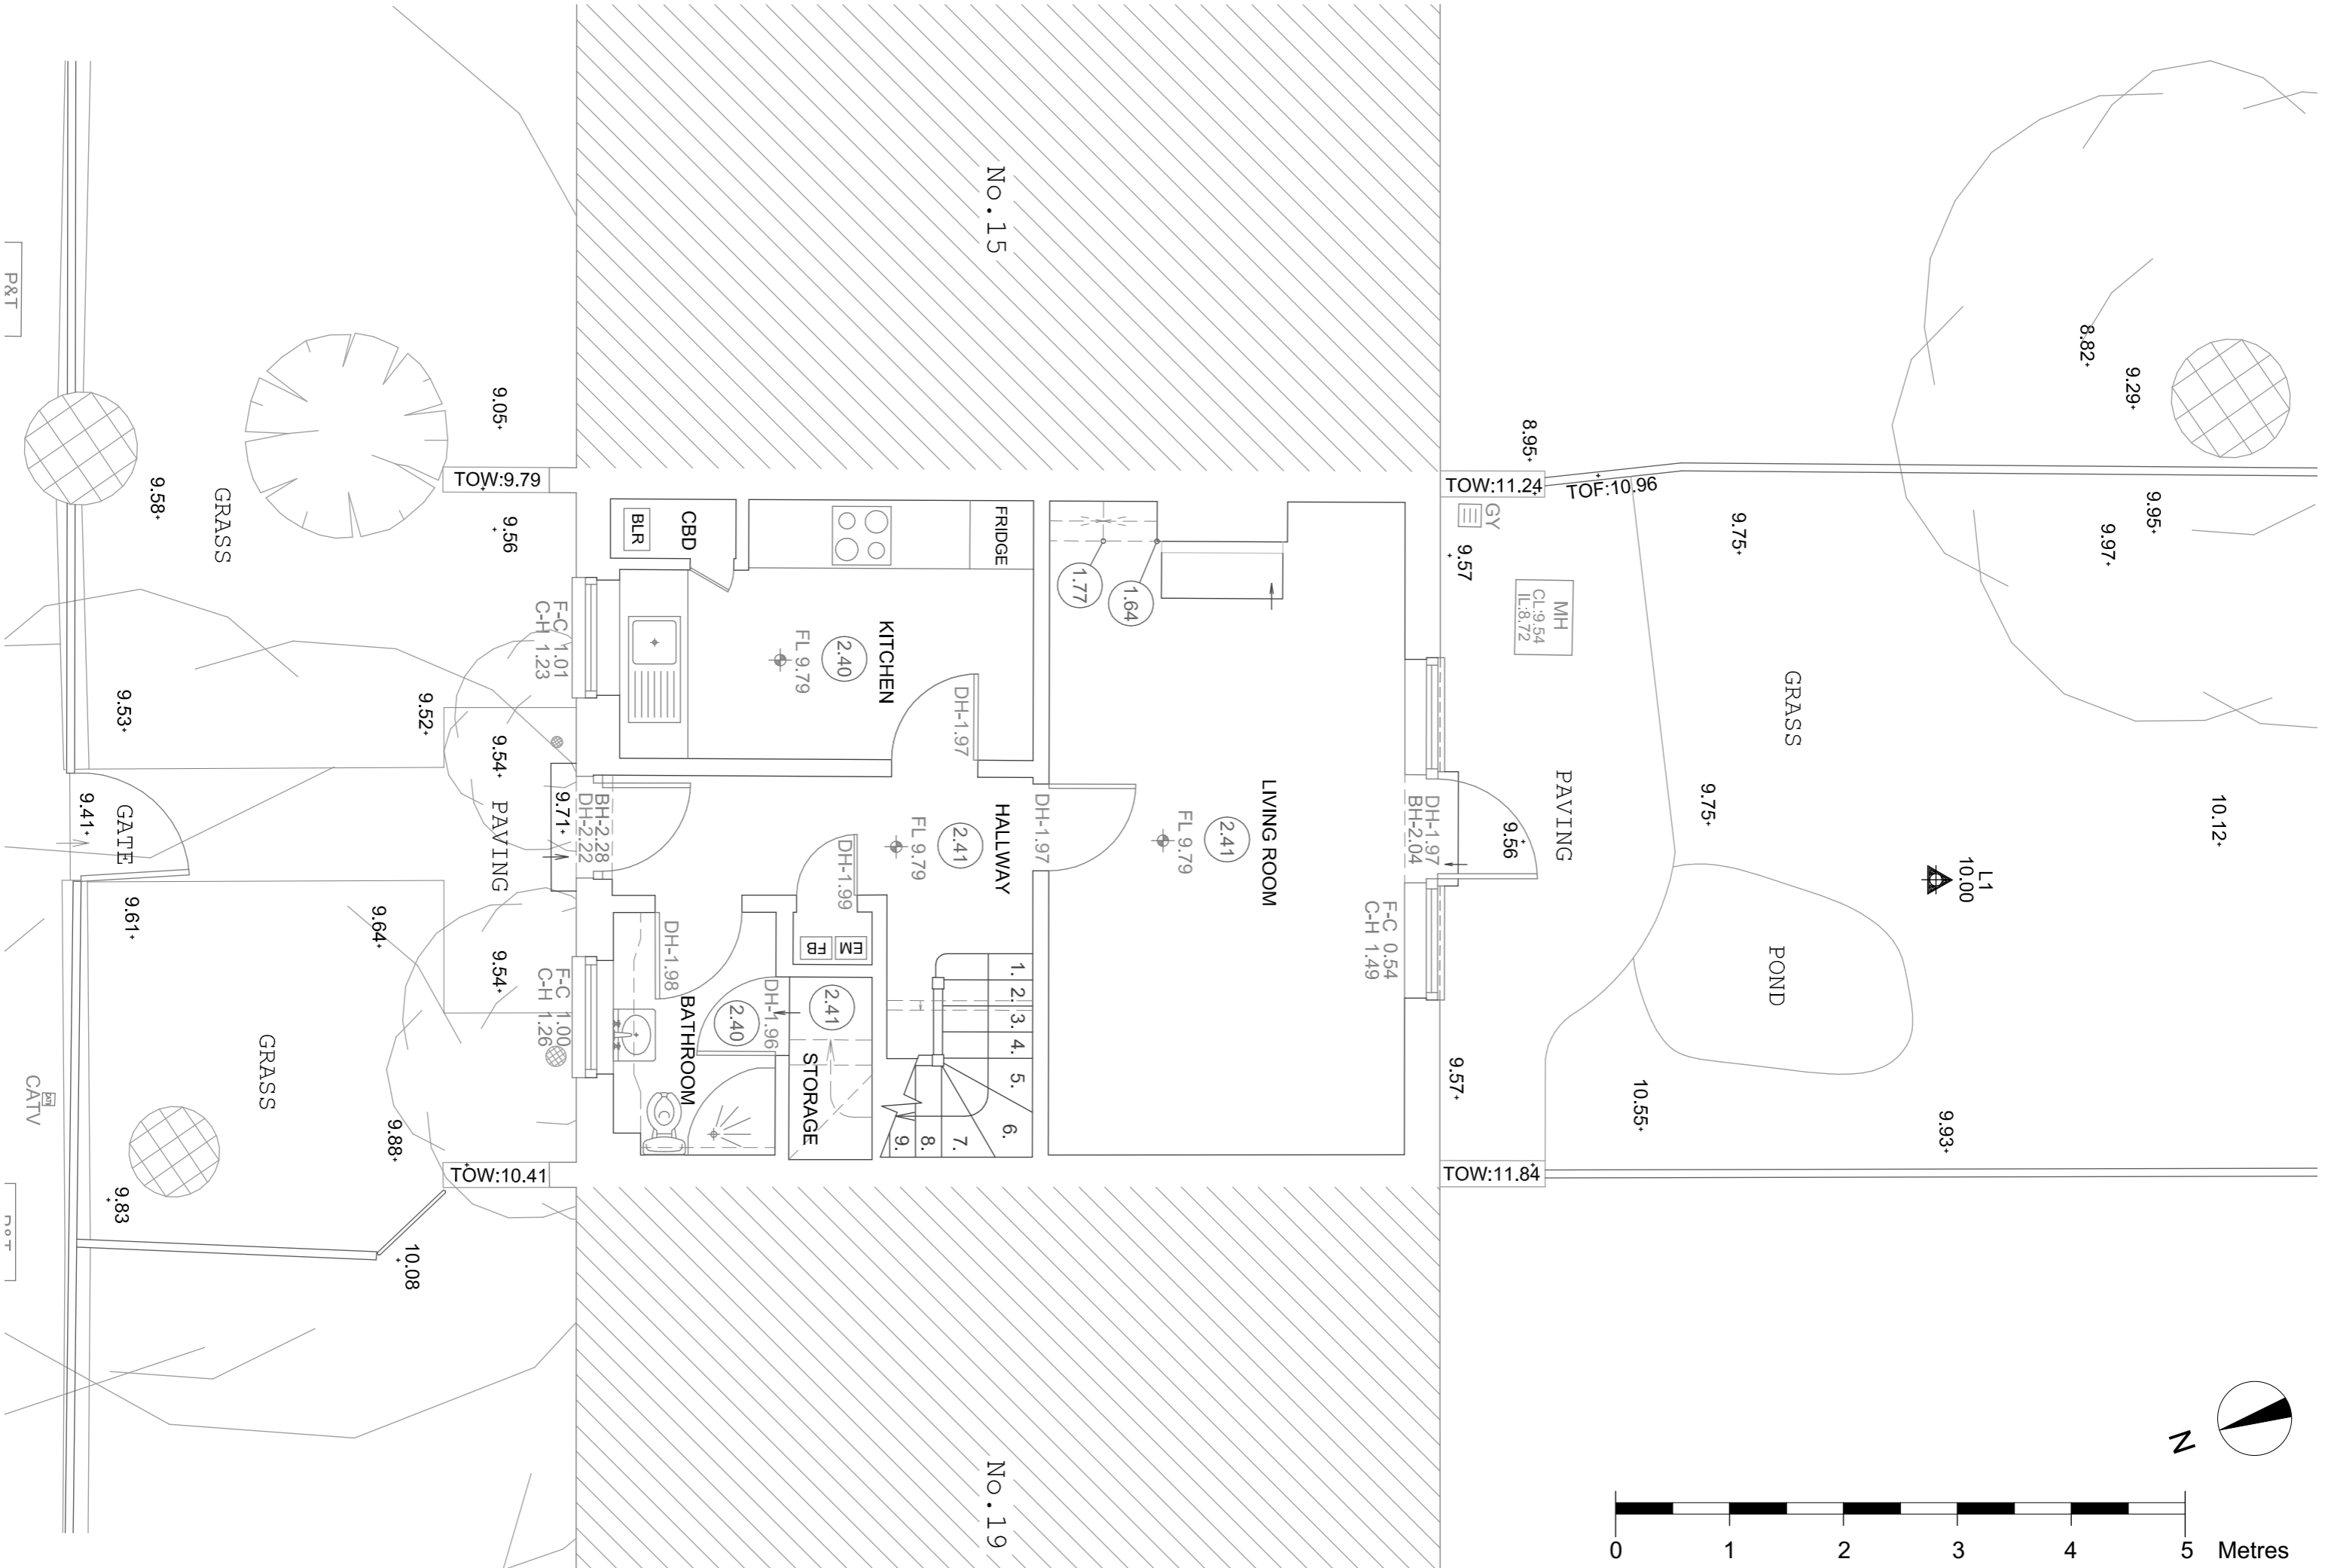 No.15
P&T
9.05
8.82
9.29
8.95
TOW:9.79
TOW:11.24
TOF:10.96
9.58
GRASS
9.56
BLR
CBD
FRIDGE
GY
9.57
9.75
9.95
9.97
1.77
1.64
MH
CL:9.54
IL:8.72
F-C 1.01
C-H 1.23
KITCHEN
2.40
FL 9.79
DH-1.97
GRASS
9.53
9.52
9.54
PAVING
9.41
GATE
9.71
BH-2.28
DH-2.22
HALLWAY
2.41
FL 9.79
DH-1.97
DH-1.99
LIVING ROOM
2.41
FL 9.79
DH-1.97
BH-2.04
9.56
PAVING
9.75
10.12
L1
10.00
9.61
9.64
9.54
F-C 1.00
C-H 1.26
DH-1.98
BATHROOM
2.40
DH-1.96
FB
EM
2.41
STORAGE
1.
2.
3.
4.
5.
6.
7.
8.
9.
F-C 0.54
C-H 1.49
POND
GRASS
CATV
9.88
9.57
10.55
9.93
TOW:10.41
TOW:11.84
9.83
10.08
No.19
N
0 1 2 3 4 5 Metres